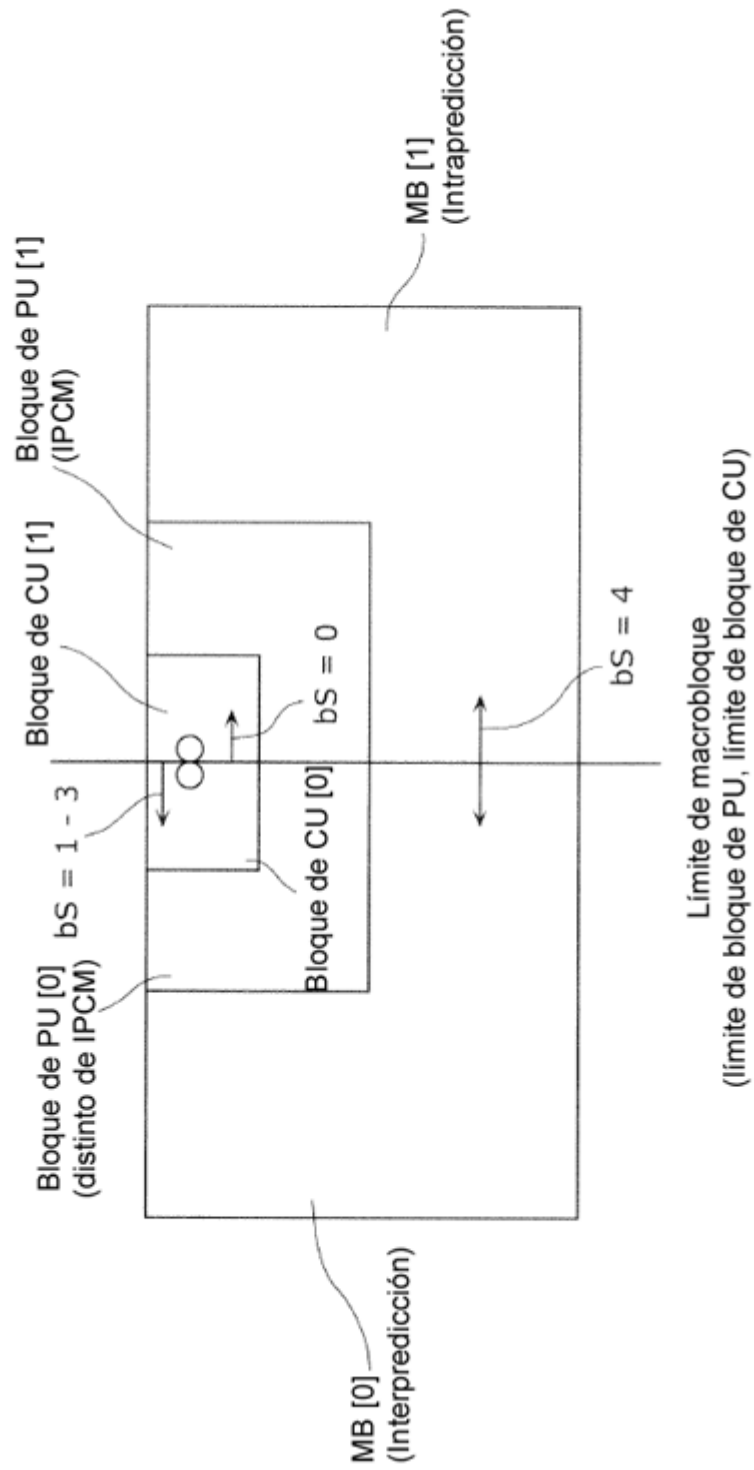 Bloque de PU [0]
(distinto de IPCM)
bS = 1 - 3
Bloque de CU [1]
Bloque de PU [1]
(IPCM)
bS = 0
Bloque de CU [0]
MB [0]
(Interpredicción)
MB [1]
(Intrapredicción)
bS = 4
Límite de macrobloque
(límite de bloque de PU, límite de bloque de CU)